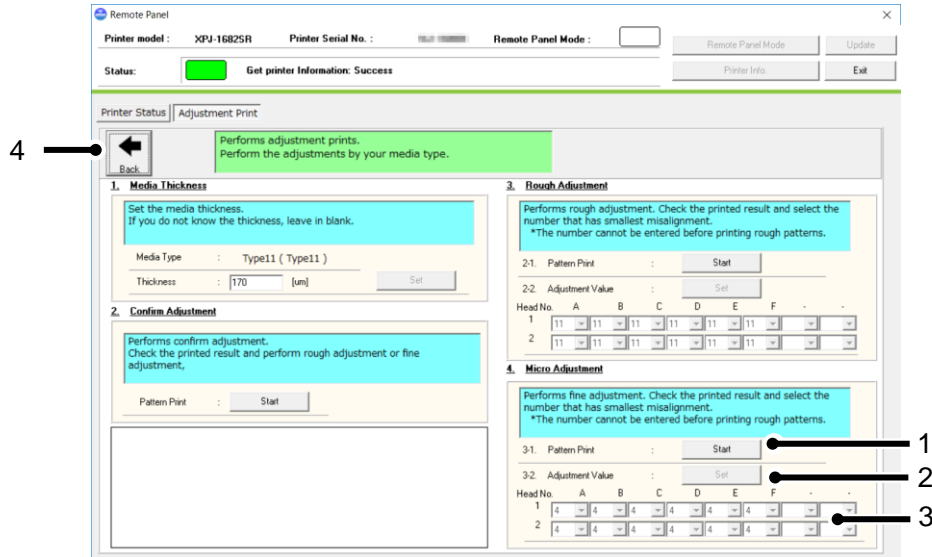 Remote Panel
Printer model : XPJ-1682SR Printer Serial No. : Remote Panel Mode :
Remote Panel Mode Update
Status: Get printer Information: Success
Printer Info. Exit
Printer Status Adjustment Print
4
Back
Performs adjustment prints.
Perform the adjustments by your media type.
1. Media Thickness
Set the media thickness.
If you do not know the thickness, leave in blank.
Media Type : Type11 ( Type11 )
Thickness : 170 [um] Set
2. Confirm Adjustment
Performs confirm adjustment.
Check the printed result and perform rough adjustment or fine
adjustment,
Pattern Print : Start
3. Rough Adjustment
Performs rough adjustment. Check the printed result and select the
number that has smallest misalignment.
*The number cannot be entered before printing rough patterns.
2-1. Pattern Print : Start
2-2. Adjustment Value : Set
Head No. A B C D E F - -
1 11 11 11 11 11 11
2 11 11 11 11 11 11
4. Micro Adjustment
Performs fine adjustment. Check the printed result and select the
number that has smallest misalignment.
*The number cannot be entered before printing rough patterns.
3-1. Pattern Print : Start
1
3-2. Adjustment Value : Set
2
Head No. A B C D E F - -
1 4 4 4 4 4 4
2 4 4 4 4 4 4
3